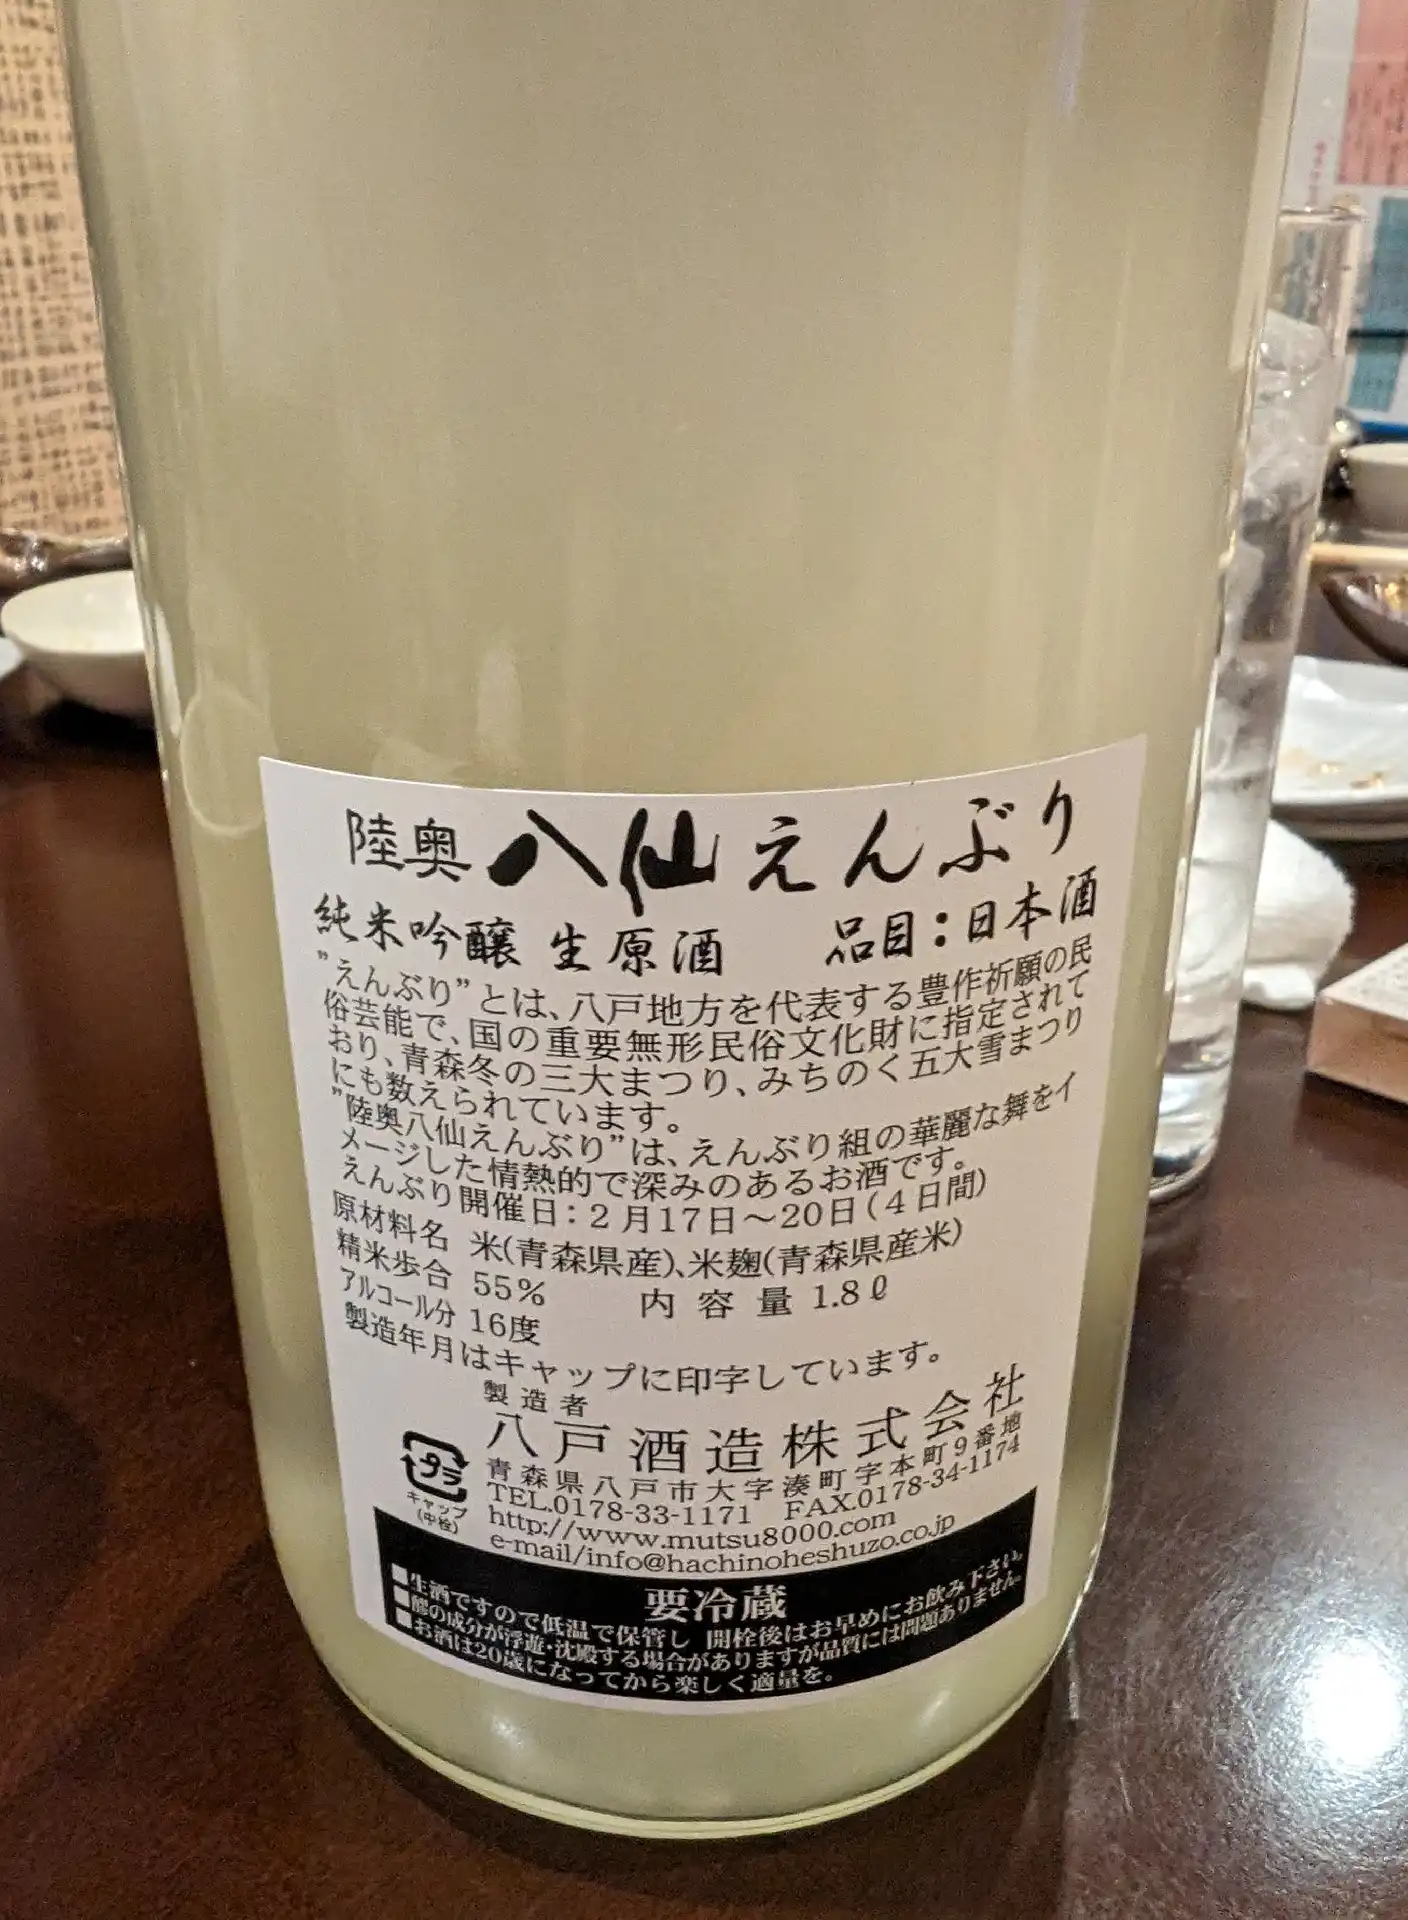 陸奥 八仙えんぶり
純米吟醸 生原酒 品目：日本酒
"えんぶり"とは、八戸地方を代表する豊作祈願の民
俗芸能で、国の重要無形民俗文化財に指定されて
おり、青森冬の三大まつり、みちのく五大雪まつり
にも数えられています。
"陸奥八仙えんぶり"は、えんぶり組の華麗な舞をイ
メージした情熱的で深みのあるお酒です。
えんぶり開催日：2月17日～20日(4日間)
原材料名 米(青森県産)、米麹(青森県産米)
精米歩合 55% 内容量 1.8ℓ
アルコール分 16度
製造年月はキャップに印字しています。
製造者
八戸酒造株式会社
青森県八戸市大字湊町字本町9番地
TEL.0178-33-1171 FAX.0178-34-1174
http://www.mutsu8000.com
e-mail/info@hachinoheshuzo.co.jp
プラ
キャップ
(中栓)
要冷蔵
■生酒ですので低温で保管し 開栓後はお早めにお飲み下さい。
■醪の成分が浮遊・沈殿する場合がありますが品質には問題ありません。
■お酒は20歳になってから楽しく適量を。